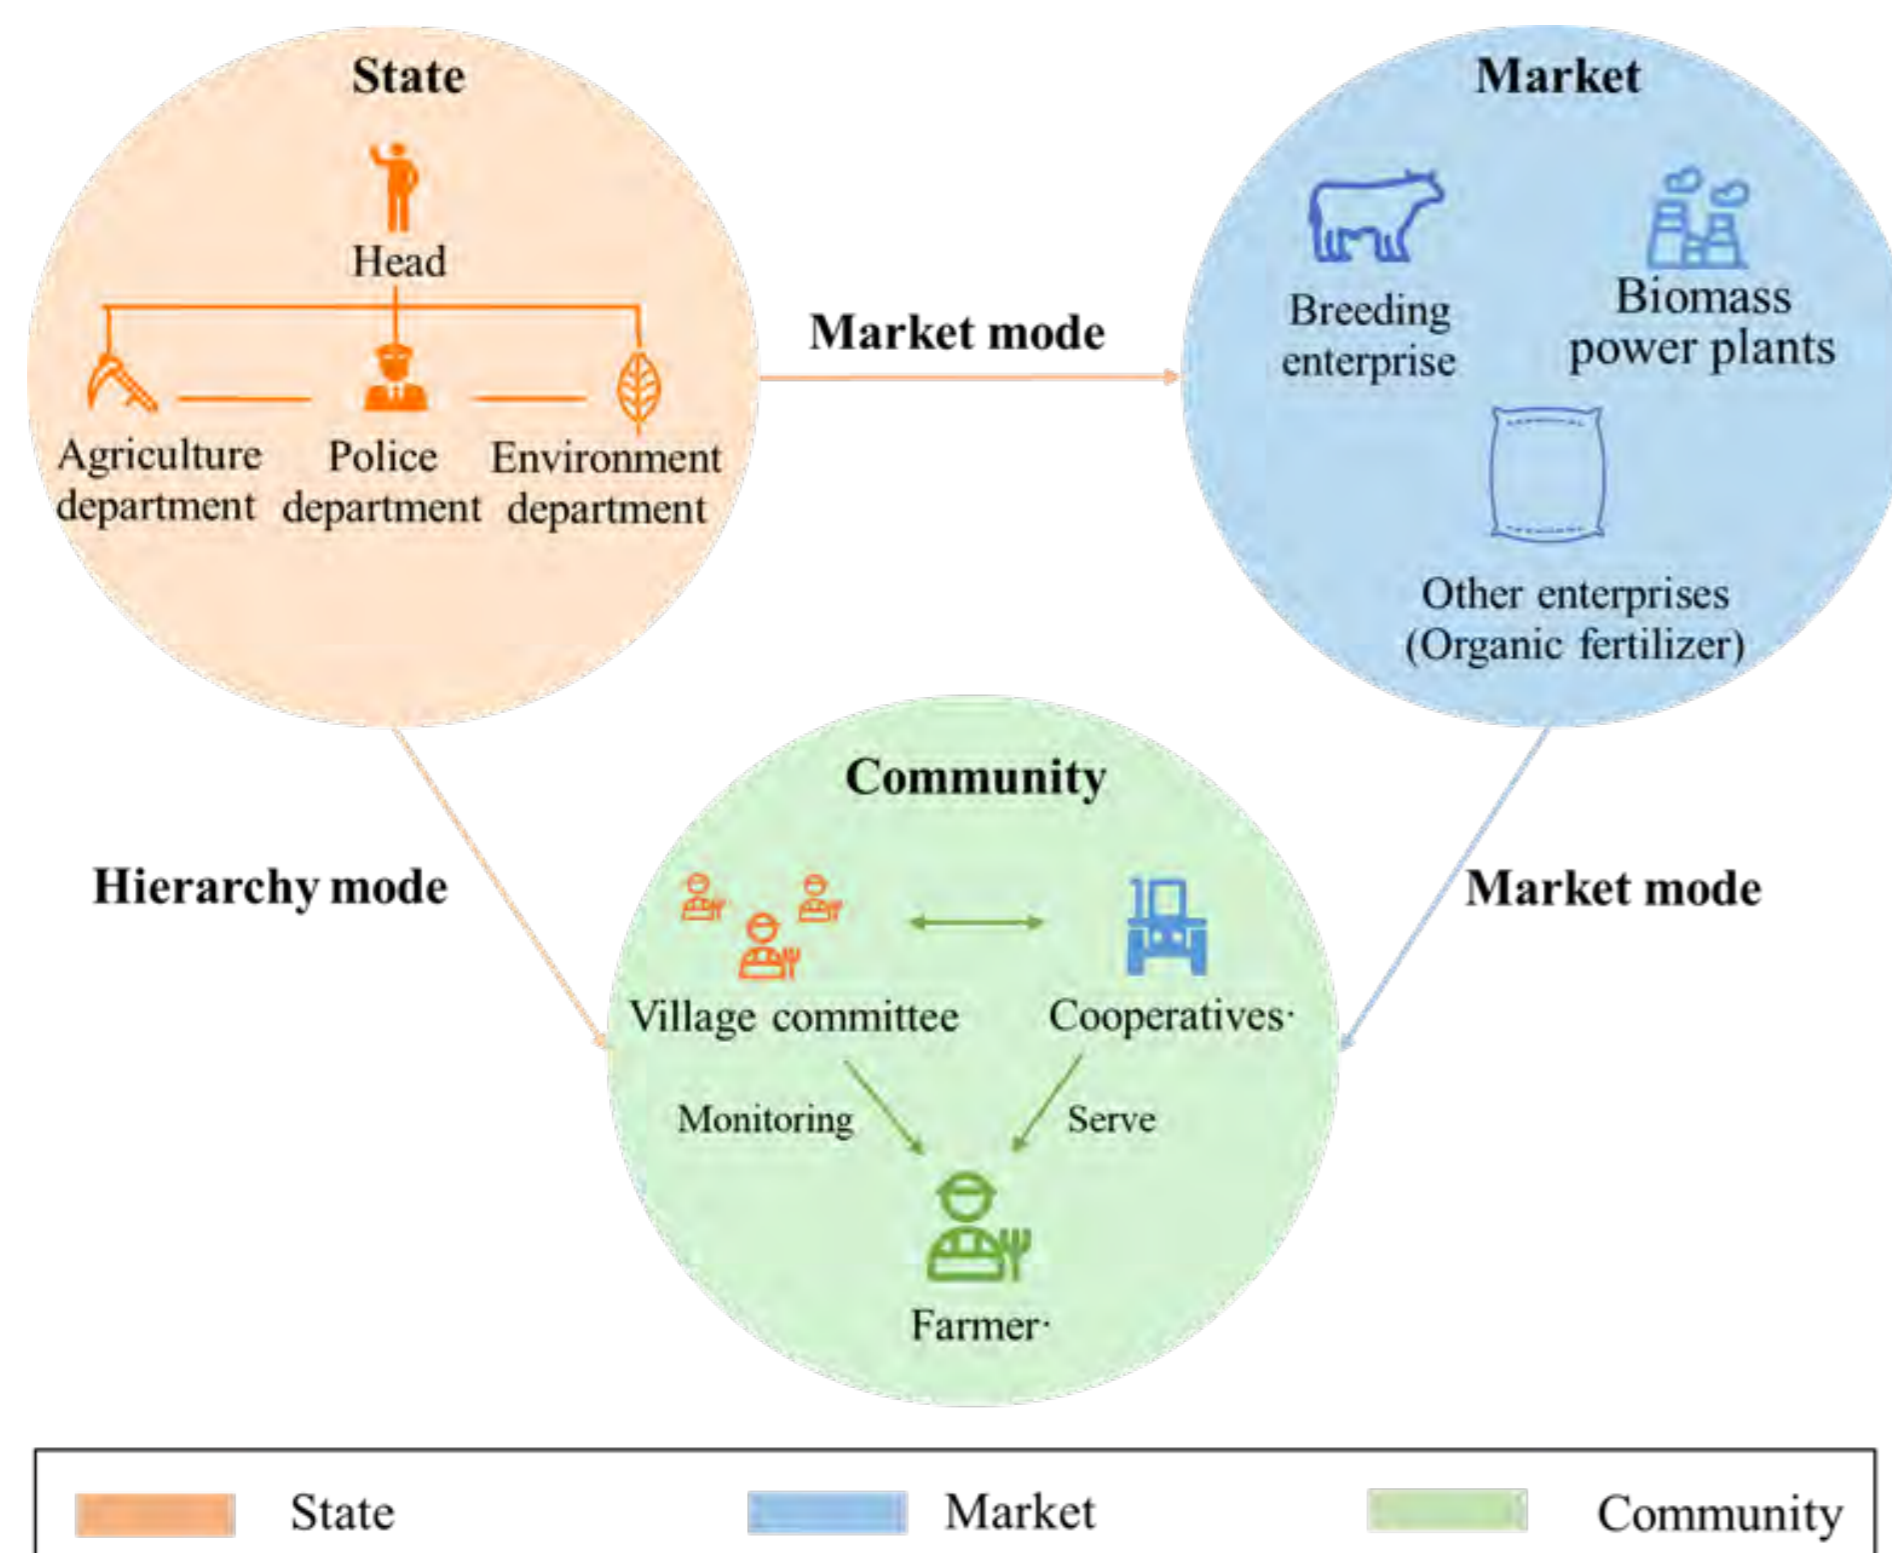 State
Head
Agriculture
department
Police
department
Environment
department
Market mode
Market
Breeding
enterprise
Biomass
power plants
Other enterprises
(Organic fertilizer)
Hierarchy mode
Market mode
Community
Village committee
Cooperatives·
Monitoring
Serve
Farmer·
State
Market
Community